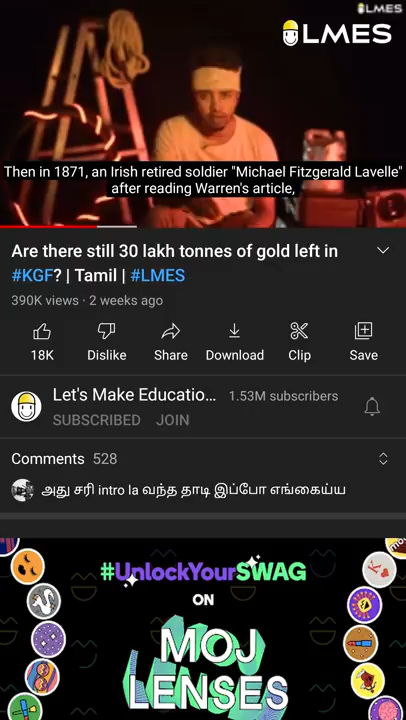 LMES
LMES
Then in 1871, an Irish retired soldier "Michael Fitzgerald Lavelle"
after reading Warren's article,
Are there still 30 lakh tonnes of gold left in
#KGF? | Tamil | #LMES
390K views · 2 weeks ago
18K
Dislike
Share
Download
Clip
Save
Let's Make Educatio...
1.53M subscribers
SUBSCRIBED
JOIN
Comments 528
அது சரி intro la வந்த தாடி இப்போ எங்கைய்ய
#UnlockYourSWAG
ON
MOJ
LENSES